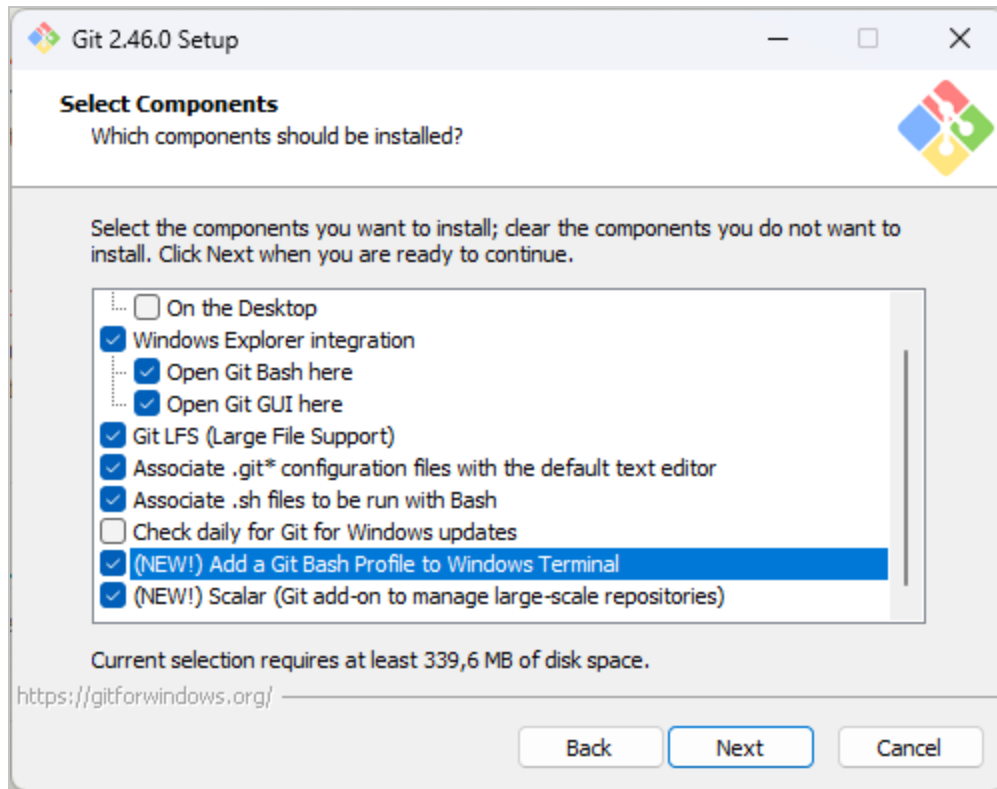 Git 2.46.0 Setup
Select Components
Which components should be installed?
Select the components you want to install; clear the components you do not want to
install. Click Next when you are ready to continue.
On the Desktop
Windows Explorer integration
Open Git Bash here
Open Git GUI here
Git LFS (Large File Support)
Associate .git* configuration files with the default text editor
Associate .sh files to be run with Bash
Check daily for Git for Windows updates
(NEW!) Add a Git Bash Profile to Windows Terminal
(NEW!) Scalar (Git add-on to manage large-scale repositories)
Current selection requires at least 339,6 MB of disk space.
https://gitforwindows.org/
Back
Next
Cancel